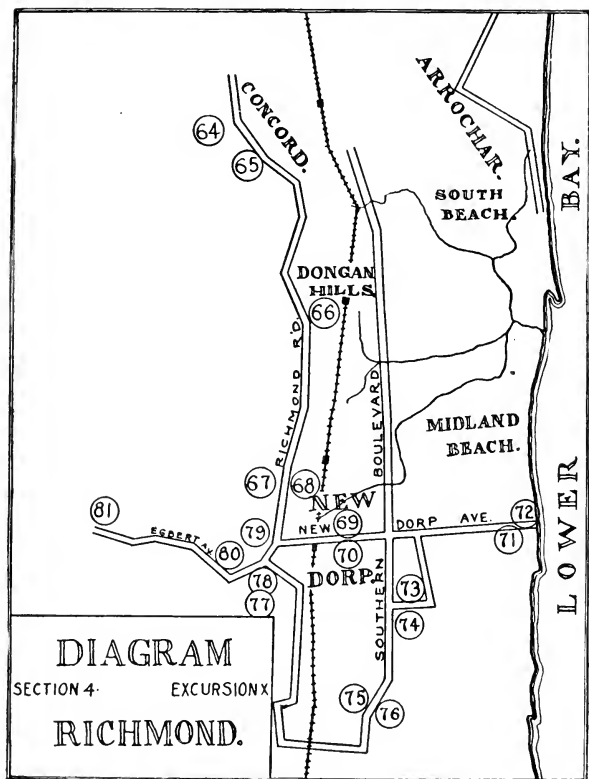 ARROCHAR.
CONCORD.
64
65
SOUTH
BEACH.
BAY.
DONGAN
HILLS.
66
RICHMOND RD.
BOULEVARD
MIDLAND
BEACH.
67
68
NEW
81
EGBERT AV.
79
NEW
69
DORP AVE.
72
80
70
71
LOWER
78
DORP.
73
77
SOUTHERN
74
75
76
DIAGRAM
SECTION 4. EXCURSION X
RICHMOND.